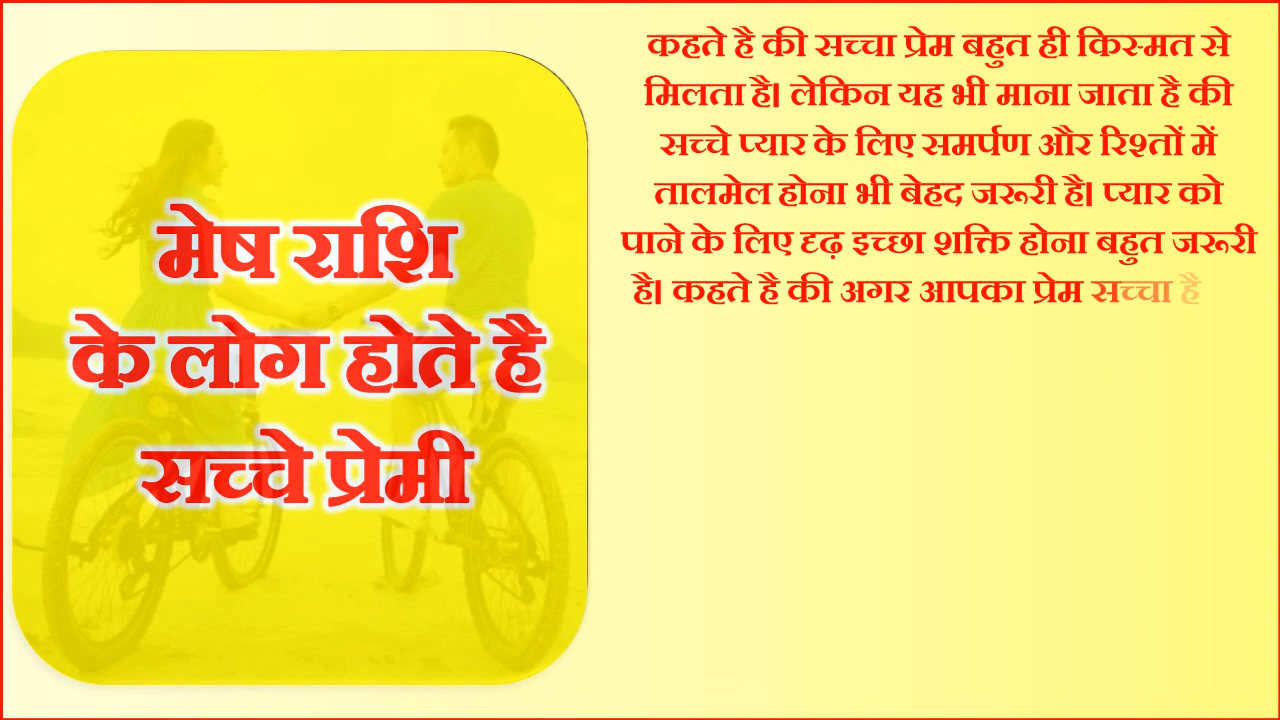 मेष राशि
के लोग होते है
सच्चे प्रेमी
कहते है की सच्चा प्रेम बहुत ही किस्मत से
मिलता है। लेकिन यह भी माना जाता है की
सच्चे प्यार के लिए समर्पण और रिश्तों में
तालमेल होना भी बेहद जरूरी है। प्यार को
पाने के लिए दृढ़ इच्छा शक्ति होना बहुत जरूरी
है। कहते है की अगर आपका प्रेम सच्चा है